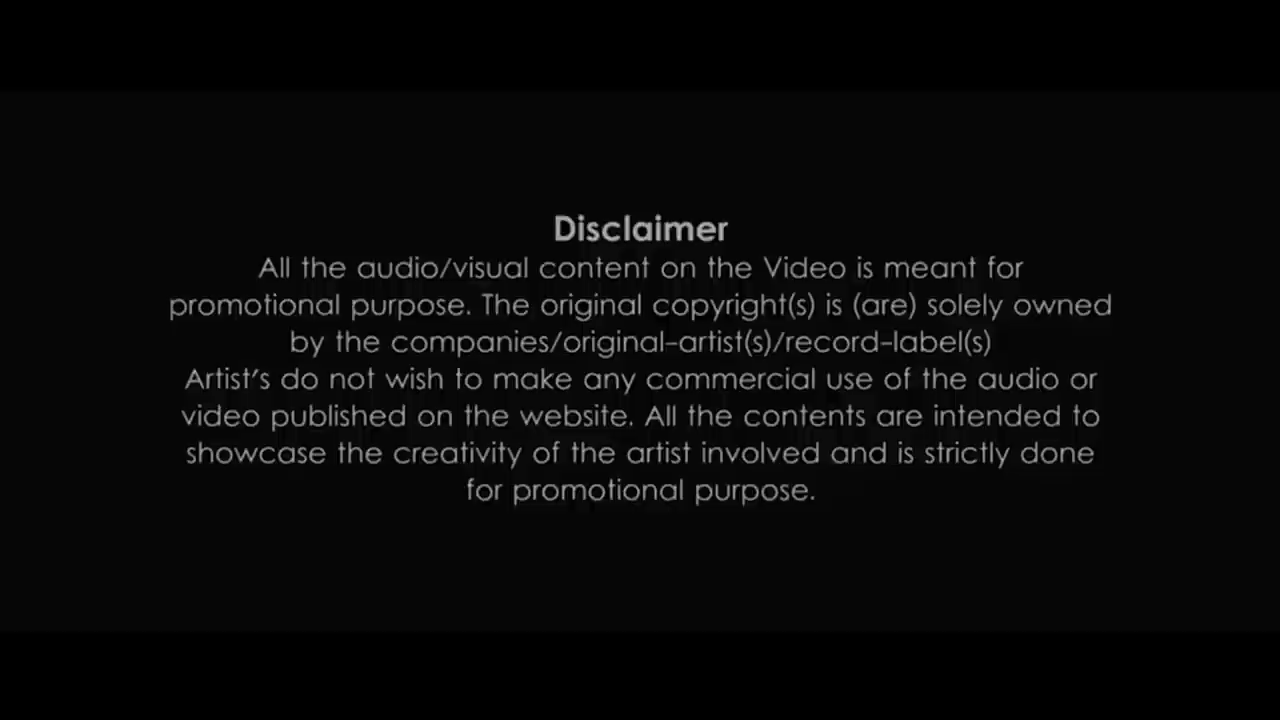 Disclaimer
All the audio/visual content on the Video is meant for
promotional purpose. The original copyright(s) is (are) solely owned
by the companies/original-artist(s)/record-label(s)
Artist's do not wish to make any commercial use of the audio or
video published on the website. All the contents are intended to
showcase the creativity of the artist involved and is strictly done
for promotional purpose.